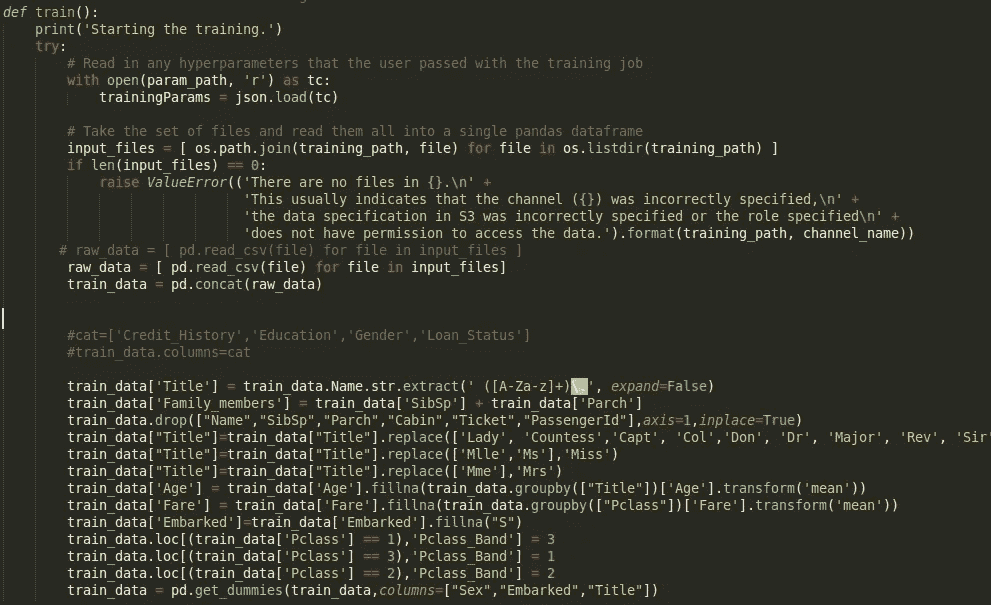 def train():
    print('Starting the training.')
    try:
        # Read in any hyperparameters that the user passed with the training job
        with open(param_path, 'r') as tc:
            trainingParams = json.load(tc)

        # Take the set of files and read them all into a single pandas dataframe
        input_files = [ os.path.join(training_path, file) for file in os.listdir(training_path) ]
        if len(input_files) == 0:
            raise ValueError(('There are no files in {}.\n' +
                              'This usually indicates that the channel ({}) was incorrectly specified,\n' +
                              'the data specification in S3 was incorrectly specified or the role specified\n' +
                              'does not have permission to access the data.').format(training_path, channel_name))
       # raw_data = [ pd.read_csv(file) for file in input_files ]
        raw_data = [ pd.read_csv(file) for file in input_files]
        train_data = pd.concat(raw_data)

        #cat=['Credit_History','Education','Gender','Loan_Status']
        #train_data.columns=cat

        train_data['Title'] = train_data.Name.str.extract(' ([A-Za-z]+)\.', expand=False)
        train_data['Family_members'] = train_data['SibSp'] + train_data['Parch']
        train_data.drop(["Name","SibSp","Parch","Cabin","Ticket","PassengerId"],axis=1,inplace=True)
        train_data["Title"]=train_data["Title"].replace(['Lady', 'Countess','Capt', 'Col','Don', 'Dr', 'Major', 'Rev', 'Sir'
        train_data["Title"]=train_data["Title"].replace(['Mlle','Ms'],'Miss')
        train_data["Title"]=train_data["Title"].replace(['Mme'],'Mrs')
        train_data['Age'] = train_data['Age'].fillna(train_data.groupby(["Title"])['Age'].transform('mean'))
        train_data['Fare'] = train_data['Fare'].fillna(train_data.groupby(["Pclass"])['Fare'].transform('mean'))
        train_data['Embarked']=train_data['Embarked'].fillna("S")
        train_data.loc[(train_data['Pclass'] == 1),'Pclass_Band'] = 3
        train_data.loc[(train_data['Pclass'] == 3),'Pclass_Band'] = 1
        train_data.loc[(train_data['Pclass'] == 2),'Pclass_Band'] = 2
        train_data = pd.get_dummies(train_data,columns=["Sex","Embarked","Title"])